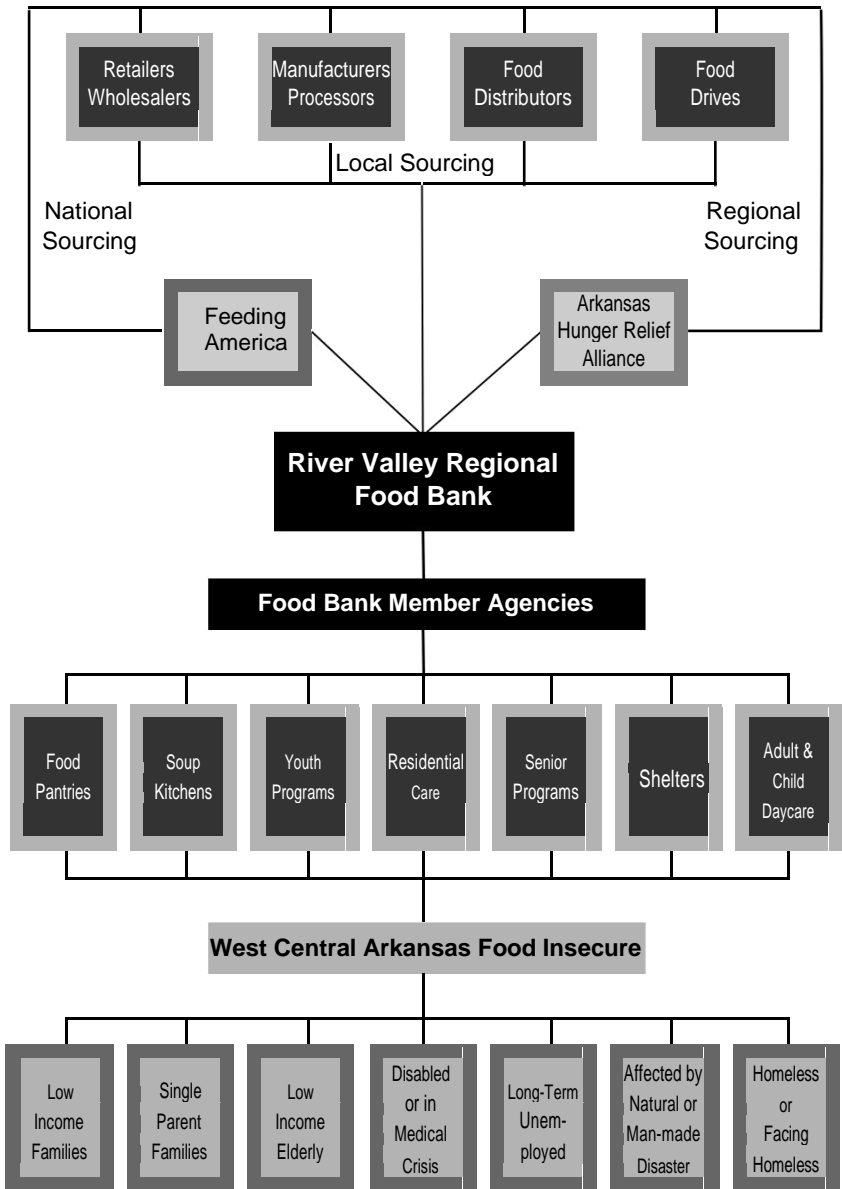 Retailers
Wholesalers
Manufacturers
Processors
Food
Distributors
Food
Drives
Local Sourcing
National
Sourcing
Regional
Sourcing
Feeding
America
Arkansas
Hunger Relief
Alliance
River Valley Regional
Food Bank
Food Bank Member Agencies
Food
Pantries
Soup
Kitchens
Youth
Programs
Residential
Care
Senior
Programs
Shelters
Adult &
Child
Daycare
West Central Arkansas Food Insecure
Low
Income
Families
Single
Parent
Families
Low
Income
Elderly
Disabled
or in
Medical
Crisis
Long-Term
Unem-
ployed
Affected by
Natural or
Man-made
Disaster
Homeless
or
Facing
Homeless